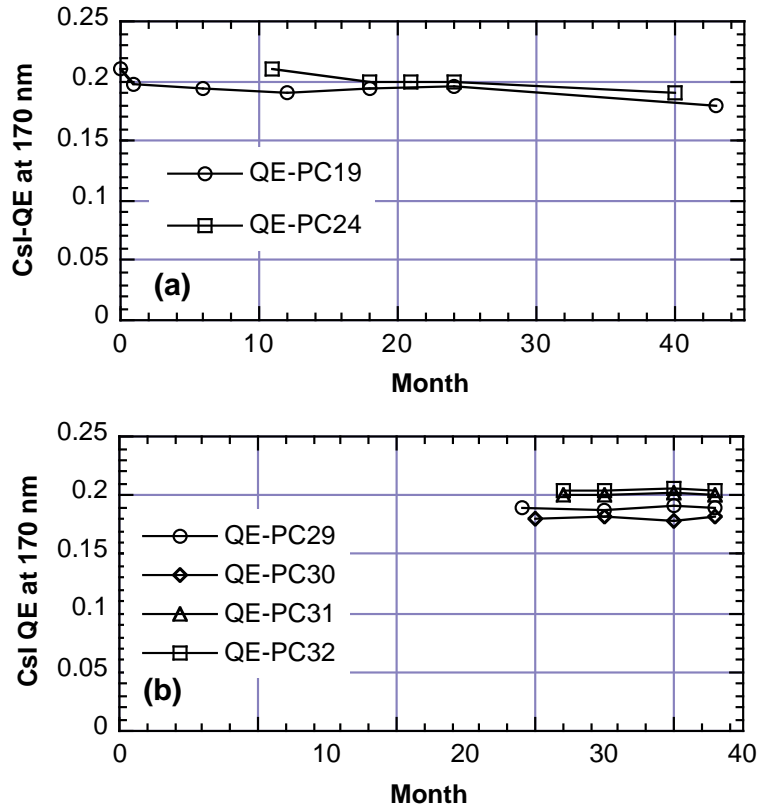 0.25
0.2
0.15
0.1
0.05
0
CsI-QE at 170 nm
QE-PC19
QE-PC24
(a)
0 10 20 30 40
Month
0.25
0.2
0.15
0.1
0.05
0
CsI QE at 170 nm
QE-PC29
QE-PC30
QE-PC31
QE-PC32
(b)
0 10 20 30 40
Month